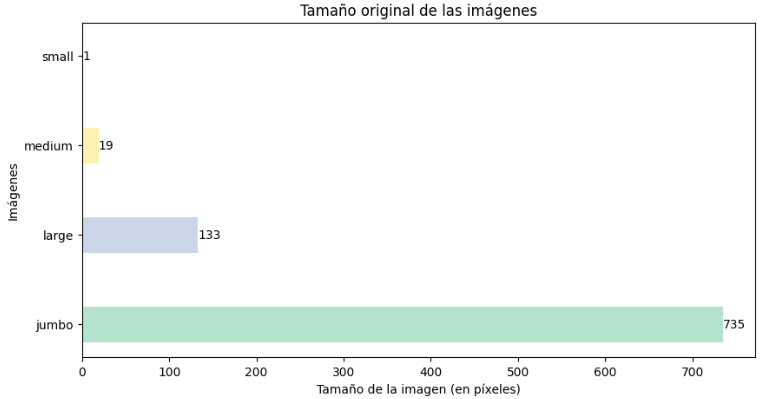 Tamaño original de las imágenes
small
1
medium
19
Imágenes
large
133
jumbo
735
0 100 200 300 400 500 600 700
Tamaño de la imagen (en píxeles)